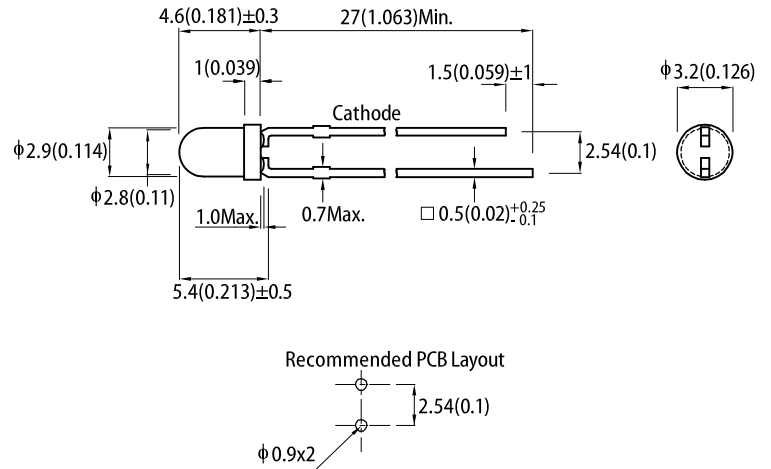 4.6(0.181)±0.3
27(1.063)Min.
1(0.039)
1.5(0.059)±1
ϕ3.2(0.126)
Cathode
ϕ2.9(0.114)
2.54(0.1)
ϕ2.8(0.11)
1.0Max.
0.7Max.
□ 0.5(0.02)+0.25 -0.1
5.4(0.213)±0.5
Recommended PCB Layout
2.54(0.1)
ϕ0.9x2